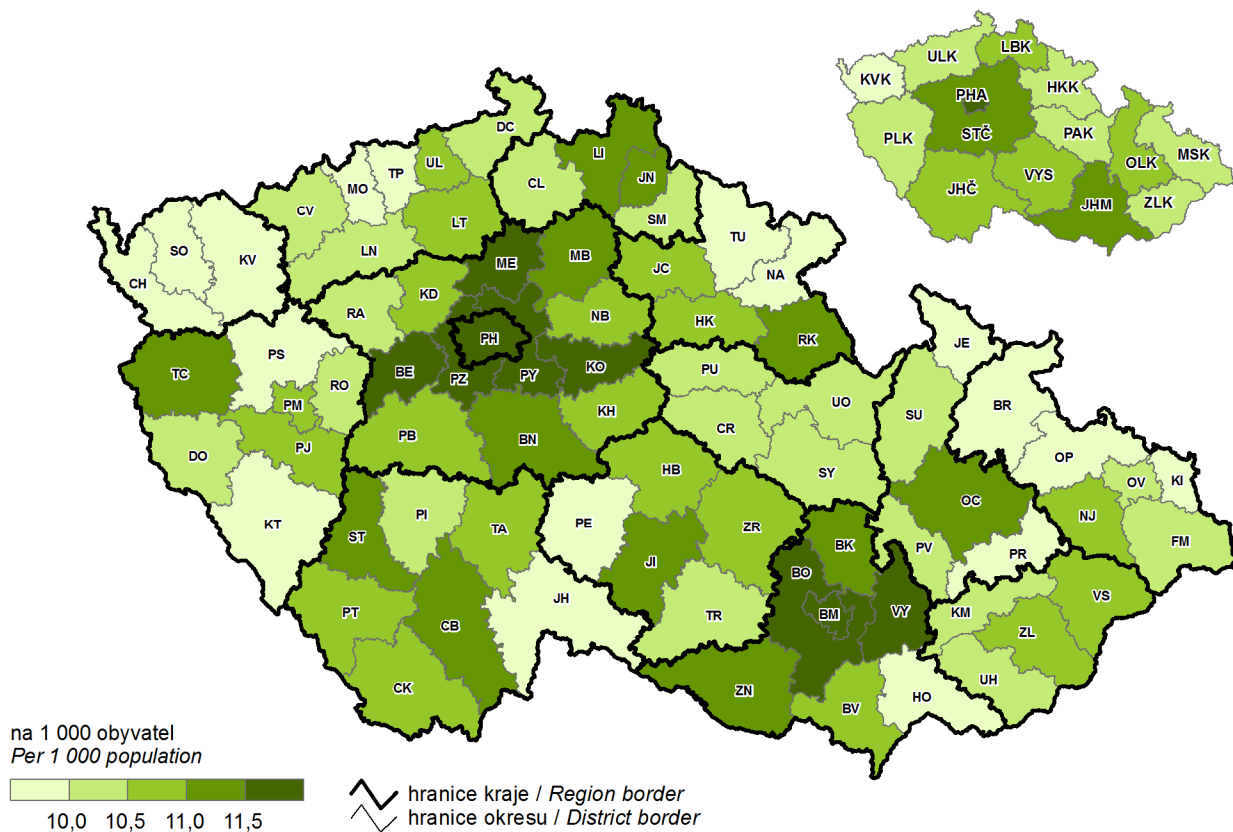 ULK
LBK
KVK
HKK
PHA
PLK
STČ
PAK
MSK
OLK
VYS
JHČ
JHM
ZLK
DC
UL
TP
MO
LI
JN
CL
CV
LT
SM
TU
SO
KV
LN
ME
MB
JC
NA
CH
RA
KD
NB
HK
RK
PH
PS
TC
BE
PZ
PY
KO
JE
RO
PM
PU
UO
SU
BR
KH
DO
PJ
PB
BN
CR
SY
HB
OP
OV
KI
KT
ST
PI
TA
PE
ZR
OC
NJ
FM
JI
BK
PV
PR
BO
JH
PT
CB
TR
BM
VY
KM
VS
ZL
CK
ZN
BV
HO
UH
na 1 000 obyvatel
Per 1 000 population
10,0 10,5 11,0 11,5
hranice kraje / Region border
hranice okresu / District border